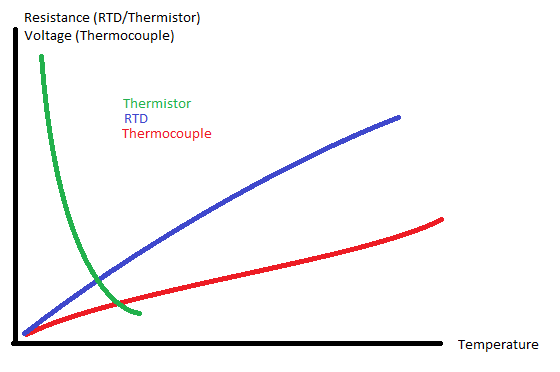 Resistance (RTD/Thermistor)
Voltage (Thermocouple)
Thermistor
RTD
Thermocouple
Temperature